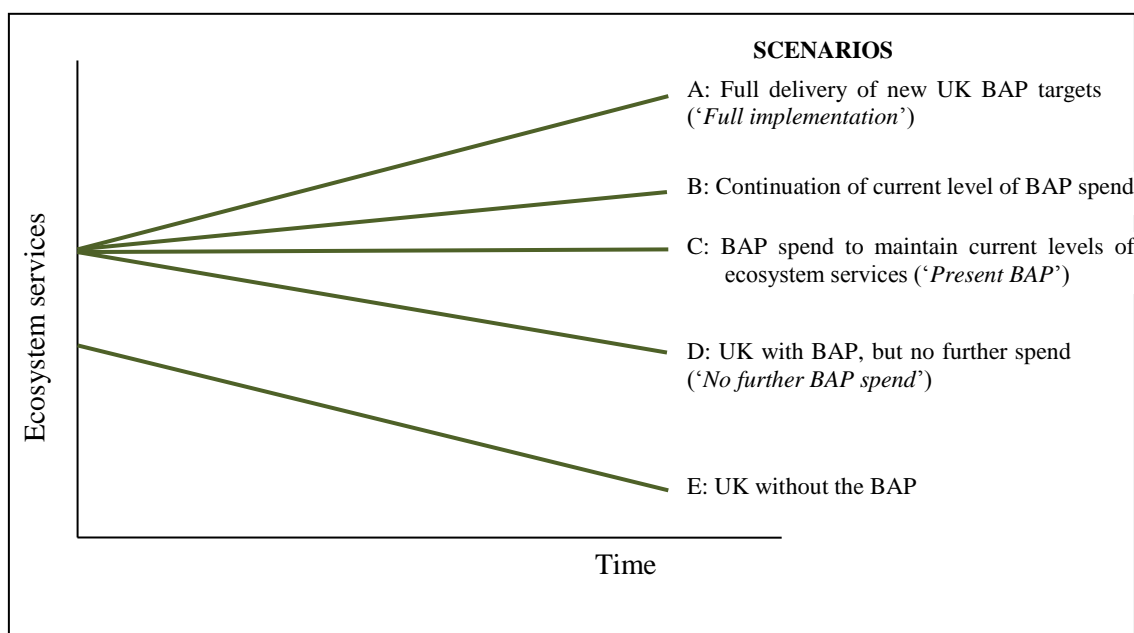 SCENARIOS
A: Full delivery of new UK BAP targets
(‘Full implementation’)
B: Continuation of current level of BAP spend
C: BAP spend to maintain current levels of
ecosystem services (‘Present BAP’)
D: UK with BAP, but no further spend
(‘No further BAP spend’)
E: UK without the BAP
Ecosystem services
Time